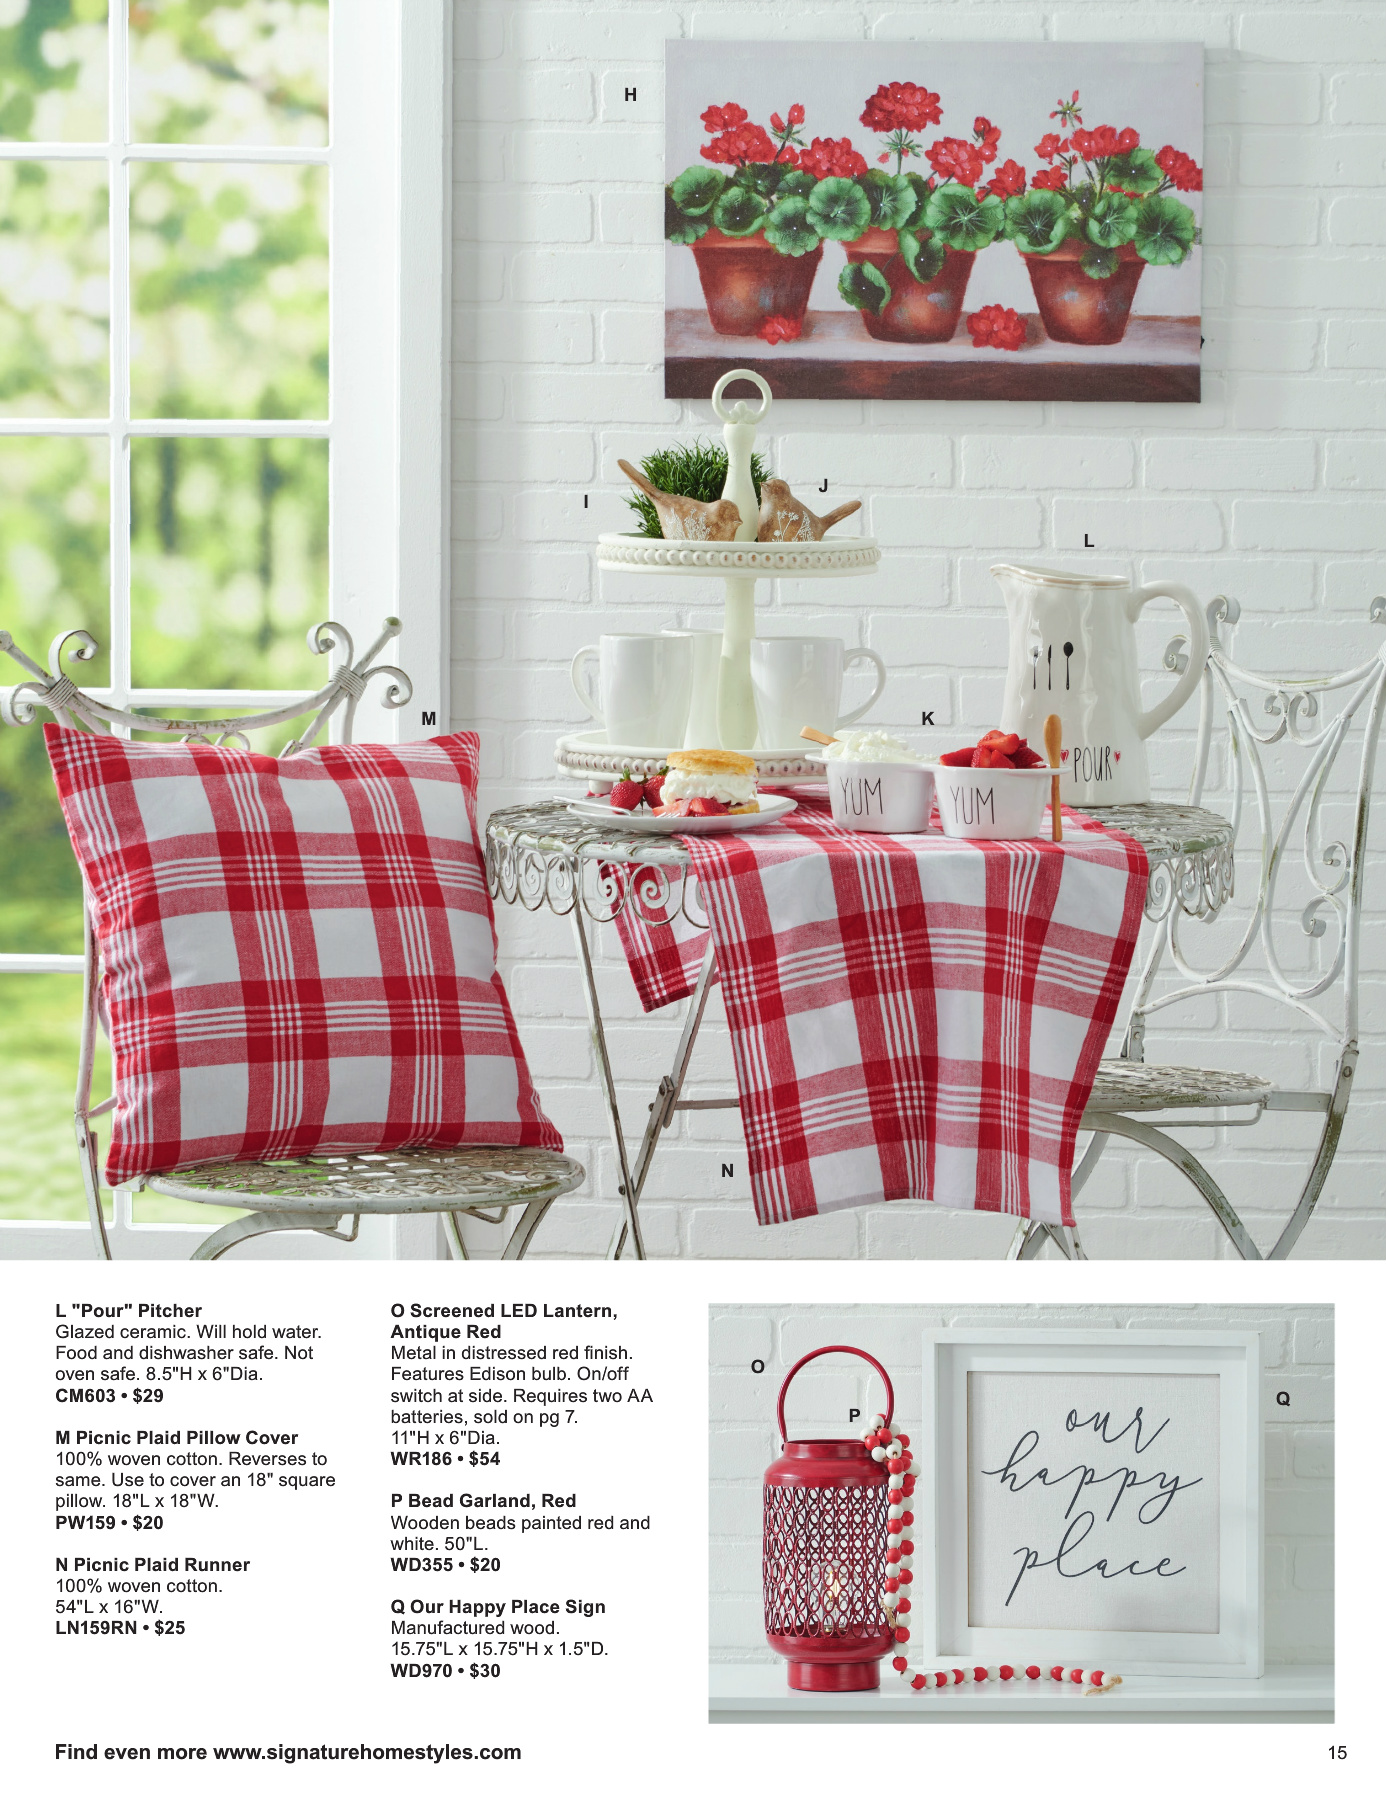 H
I
J
L
M
K
YUM
YUM
POUR
N
L "Pour" Pitcher
Glazed ceramic. Will hold water.
Food and dishwasher safe. Not
oven safe. 8.5"H x 6"Dia.
CM603 • $29
M Picnic Plaid Pillow Cover
100% woven cotton. Reverses to
same. Use to cover an 18" square
pillow. 18"L x 18"W.
PW159 • $20
N Picnic Plaid Runner
100% woven cotton.
54"L x 16"W.
LN159RN • $25
O Screened LED Lantern,
Antique Red
Metal in distressed red finish.
Features Edison bulb. On/off
switch at side. Requires two AA
batteries, sold on pg 7.
11"H x 6"Dia.
WR186 • $54
P Bead Garland, Red
Wooden beads painted red and
white. 50"L.
WD355 • $20
Q Our Happy Place Sign
Manufactured wood.
15.75"L x 15.75"H x 1.5"D.
WD970 • $30
O
P
Q
our
happy
place
Find even more www.signaturehomestyles.com
15